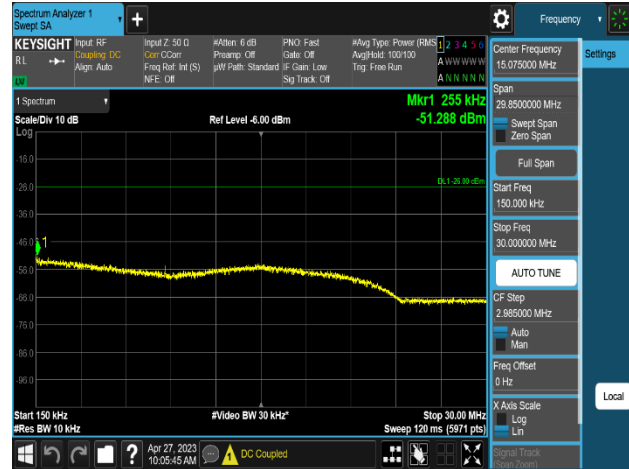 Spectrum Analyzer 1
Swept SA
+
Frequency
KEYSIGHT
Input: RF
Coupling: DC
Align: Auto
Input Z: 50 Ω
Corr CCorr
Freq Ref: Int (S)
NFE: Off
#Atten: 6 dB
Preamp: Off
µW Path: Standard
PNO: Fast
Gate: Off
IF Gain: Low
Sig Track: Off
#Avg Type: Power (RMS
Avg|Hold: 100/100
Trig: Free Run
1 2 3 4 5 6
A W W W W W
A N N N N N
R L
LXI
1 Spectrum
Scale/Div 10 dB
Ref Level -6.00 dBm
Mkr1 255 kHz
-51.288 dBm
Log
-16.0
-26.0
-36.0
-46.0
-56.0
-66.0
-76.0
-86.0
-96.0
DL1 -26.00 dBm
1
Start 150 kHz
#Video BW 30 kHz*
Stop 30.00 MHz
#Res BW 10 kHz
Sweep 120 ms (5971 pts)
Center Frequency
15.075000 MHz
Settings
Span
29.8500000 MHz
Swept Span
Zero Span
Full Span
Start Freq
150.000 kHz
Stop Freq
30.000000 MHz
AUTO TUNE
CF Step
2.985000 MHz
Auto
Man
Freq Offset
0 Hz
Local
X Axis Scale
Log
Lin
Signal Track
(Span Zoom)
?
Apr 27, 2023
10:05:45 AM
DC Coupled